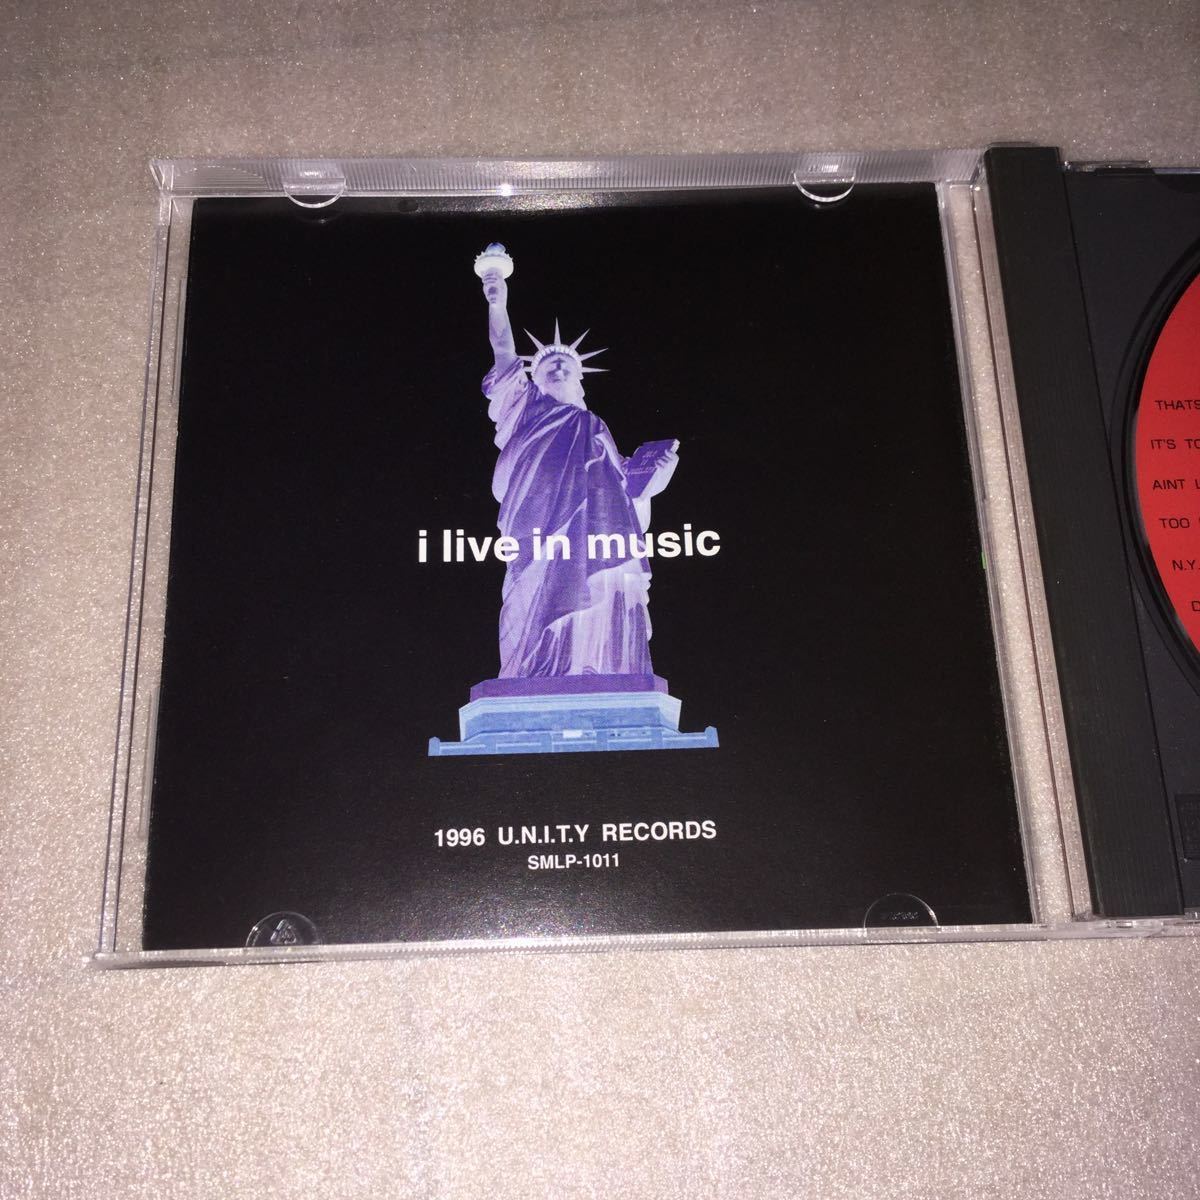 i live in music
1996 U.N.I.T.Y RECORDS
SMLP-1011
THATS
IT'S TO
AINT L
TOO
N.Y.
D